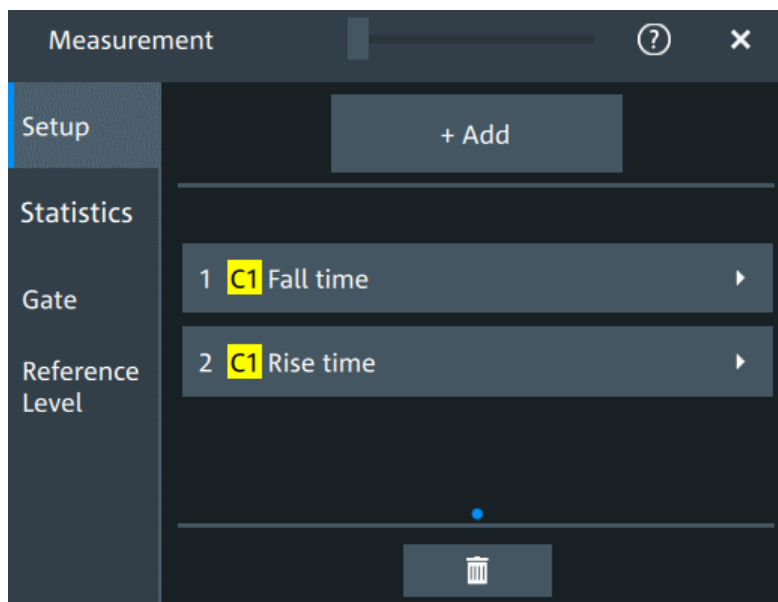 Measurement ?
Setup
+ Add
Statistics
1 C1 Fall time
Gate
2 C1 Rise time
Reference
Level